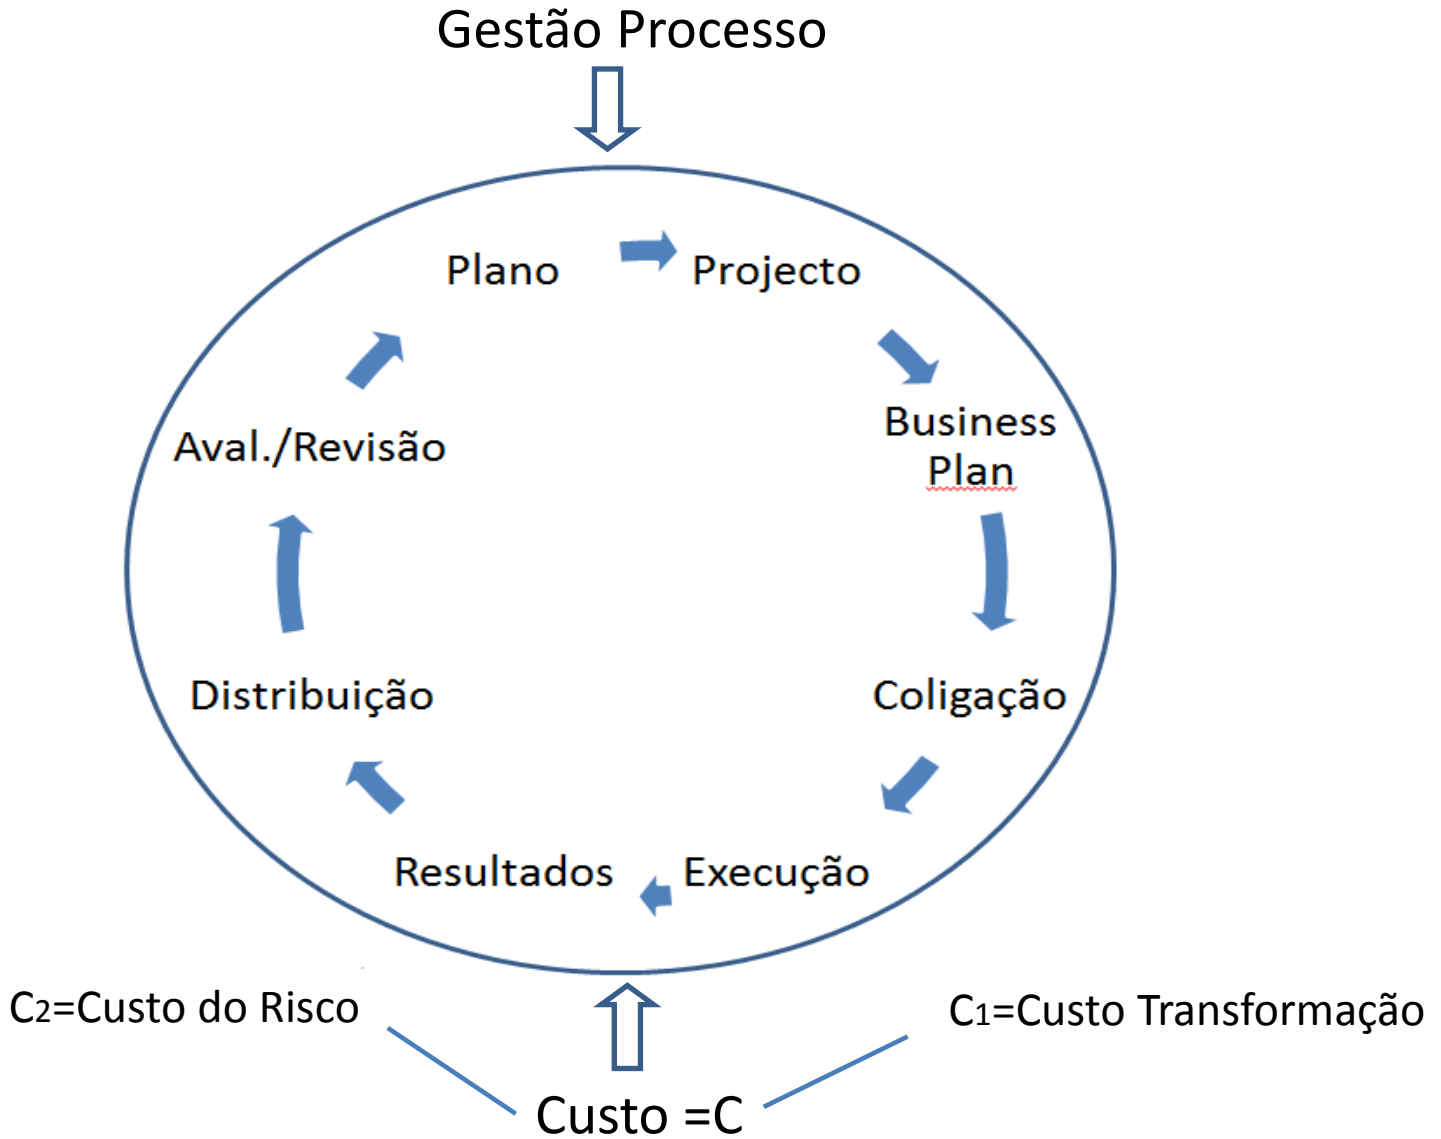 Gestão Processo
Plano
Projecto
Business
Plan
Aval./Revisão
Distribuição
Coligação
Resultados
Execução
C2=Custo do Risco
C1=Custo Transformação
Custo =C